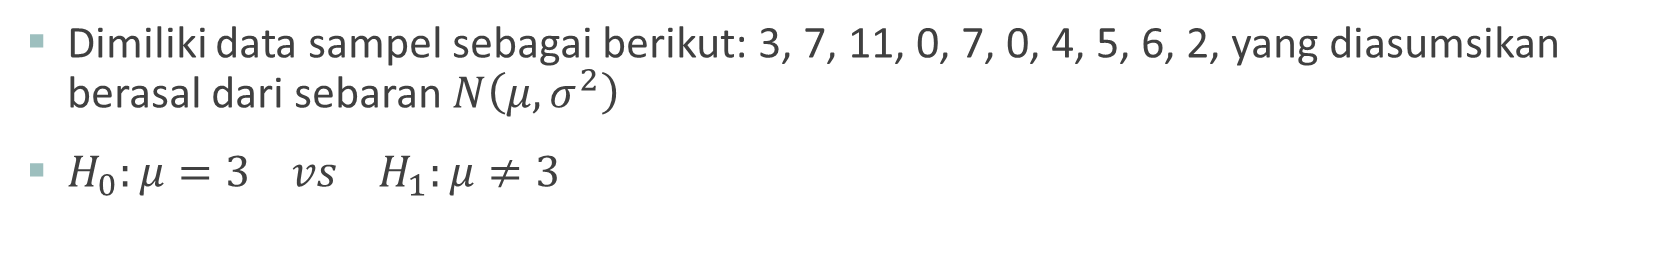 ▪ Dimiliki data sampel sebagai berikut: 3, 7, 11, 0, 7, 0, 4, 5, 6, 2, yang diasumsikan
berasal dari sebaran N(μ, σ²)
▪ H₀: μ = 3 vs H₁: μ ≠ 3